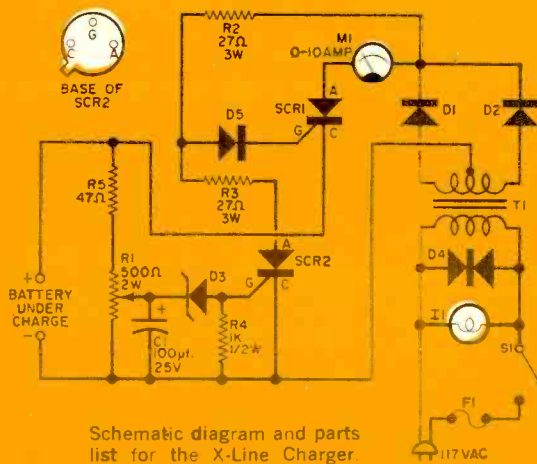 G
C
A
BASE OF
SCR2
R2
27Ω
3W
M1
0-10AMP
A
SCR1
D5
G
C
D1
D2
R5
47Ω
R3
27Ω
3W
T1
A
SCR2
G
C
D3
D4
R1
500Ω
2W
+
BATTERY
UNDER
CHARGE
-
+
C1
100µf.
25V
R4
1K
1/2W
I1
S1
F1
117VAC
Schematic diagram and parts
list for the X-Line Charger.